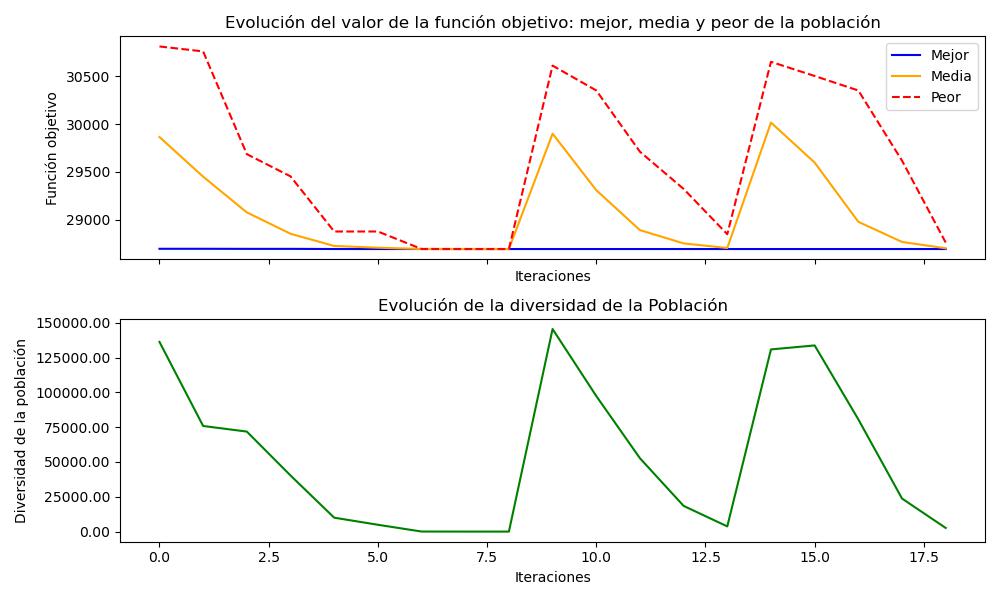 Evolución del valor de la función objetivo: mejor, media y peor de la población
Función objetivo
30500
30000
29500
29000
Mejor
Media
Peor
Iteraciones
Evolución de la diversidad de la Población
Diversidad de la población
150000.00
125000.00
100000.00
75000.00
50000.00
25000.00
0.00
0.0 2.5 5.0 7.5 10.0 12.5 15.0 17.5
Iteraciones